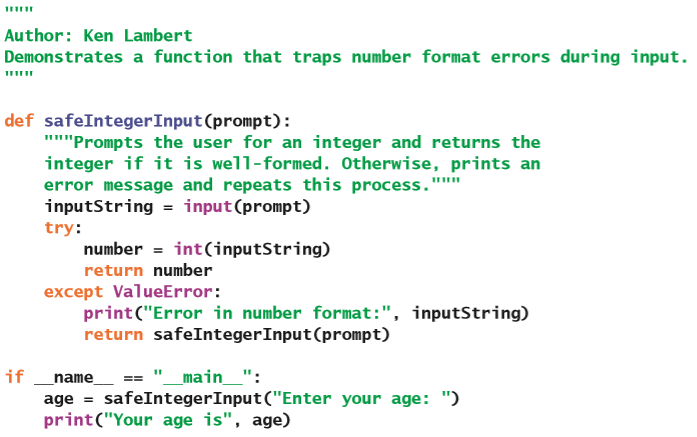 """
Author: Ken Lambert
Demonstrates a function that traps number format errors during input.
"""

def safeIntegerInput(prompt):
    """Prompts the user for an integer and returns the
    integer if it is well-formed. Otherwise, prints an
    error message and repeats this process."""
    inputString = input(prompt)
    try:
        number = int(inputString)
        return number
    except ValueError:
        print("Error in number format:", inputString)
        return safeIntegerInput(prompt)

if __name__ == "__main__":
    age = safeIntegerInput("Enter your age: ")
    print("Your age is", age)